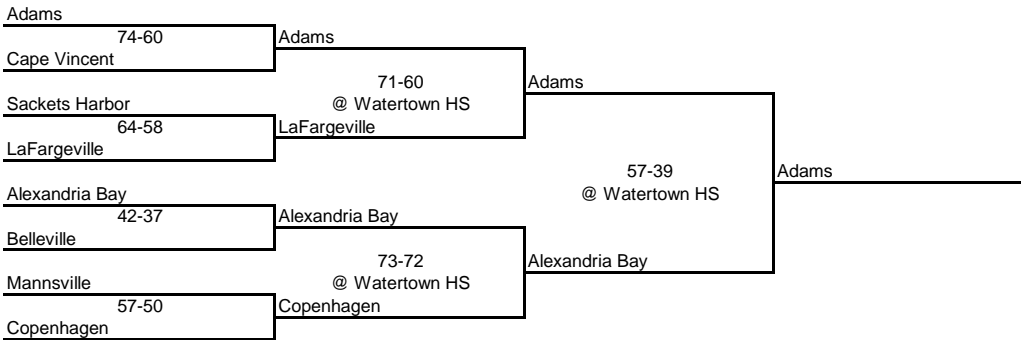 Adams
74-60
Adams
Cape Vincent
71-60
Adams
Sackets Harbor
@ Watertown HS
64-58
LaFargeville
LaFargeville
57-39
Adams
Alexandria Bay
@ Watertown HS
42-37
Alexandria Bay
Belleville
73-72
Alexandria Bay
Mannsville
@ Watertown HS
57-50
Copenhagen
Copenhagen